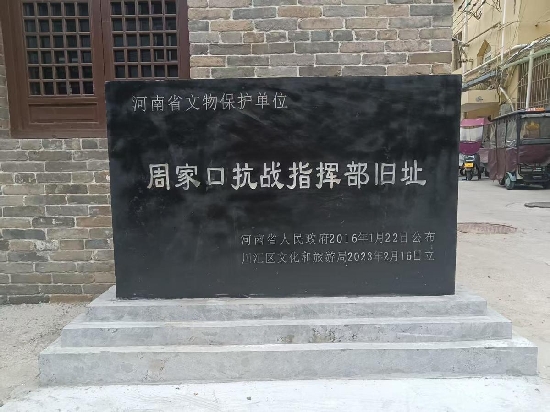 河南省文物保护单位
周家口抗战指挥部旧址
河南省人民政府2016年1月22日公布
川汇区文化和旅游局2023年2月16日立